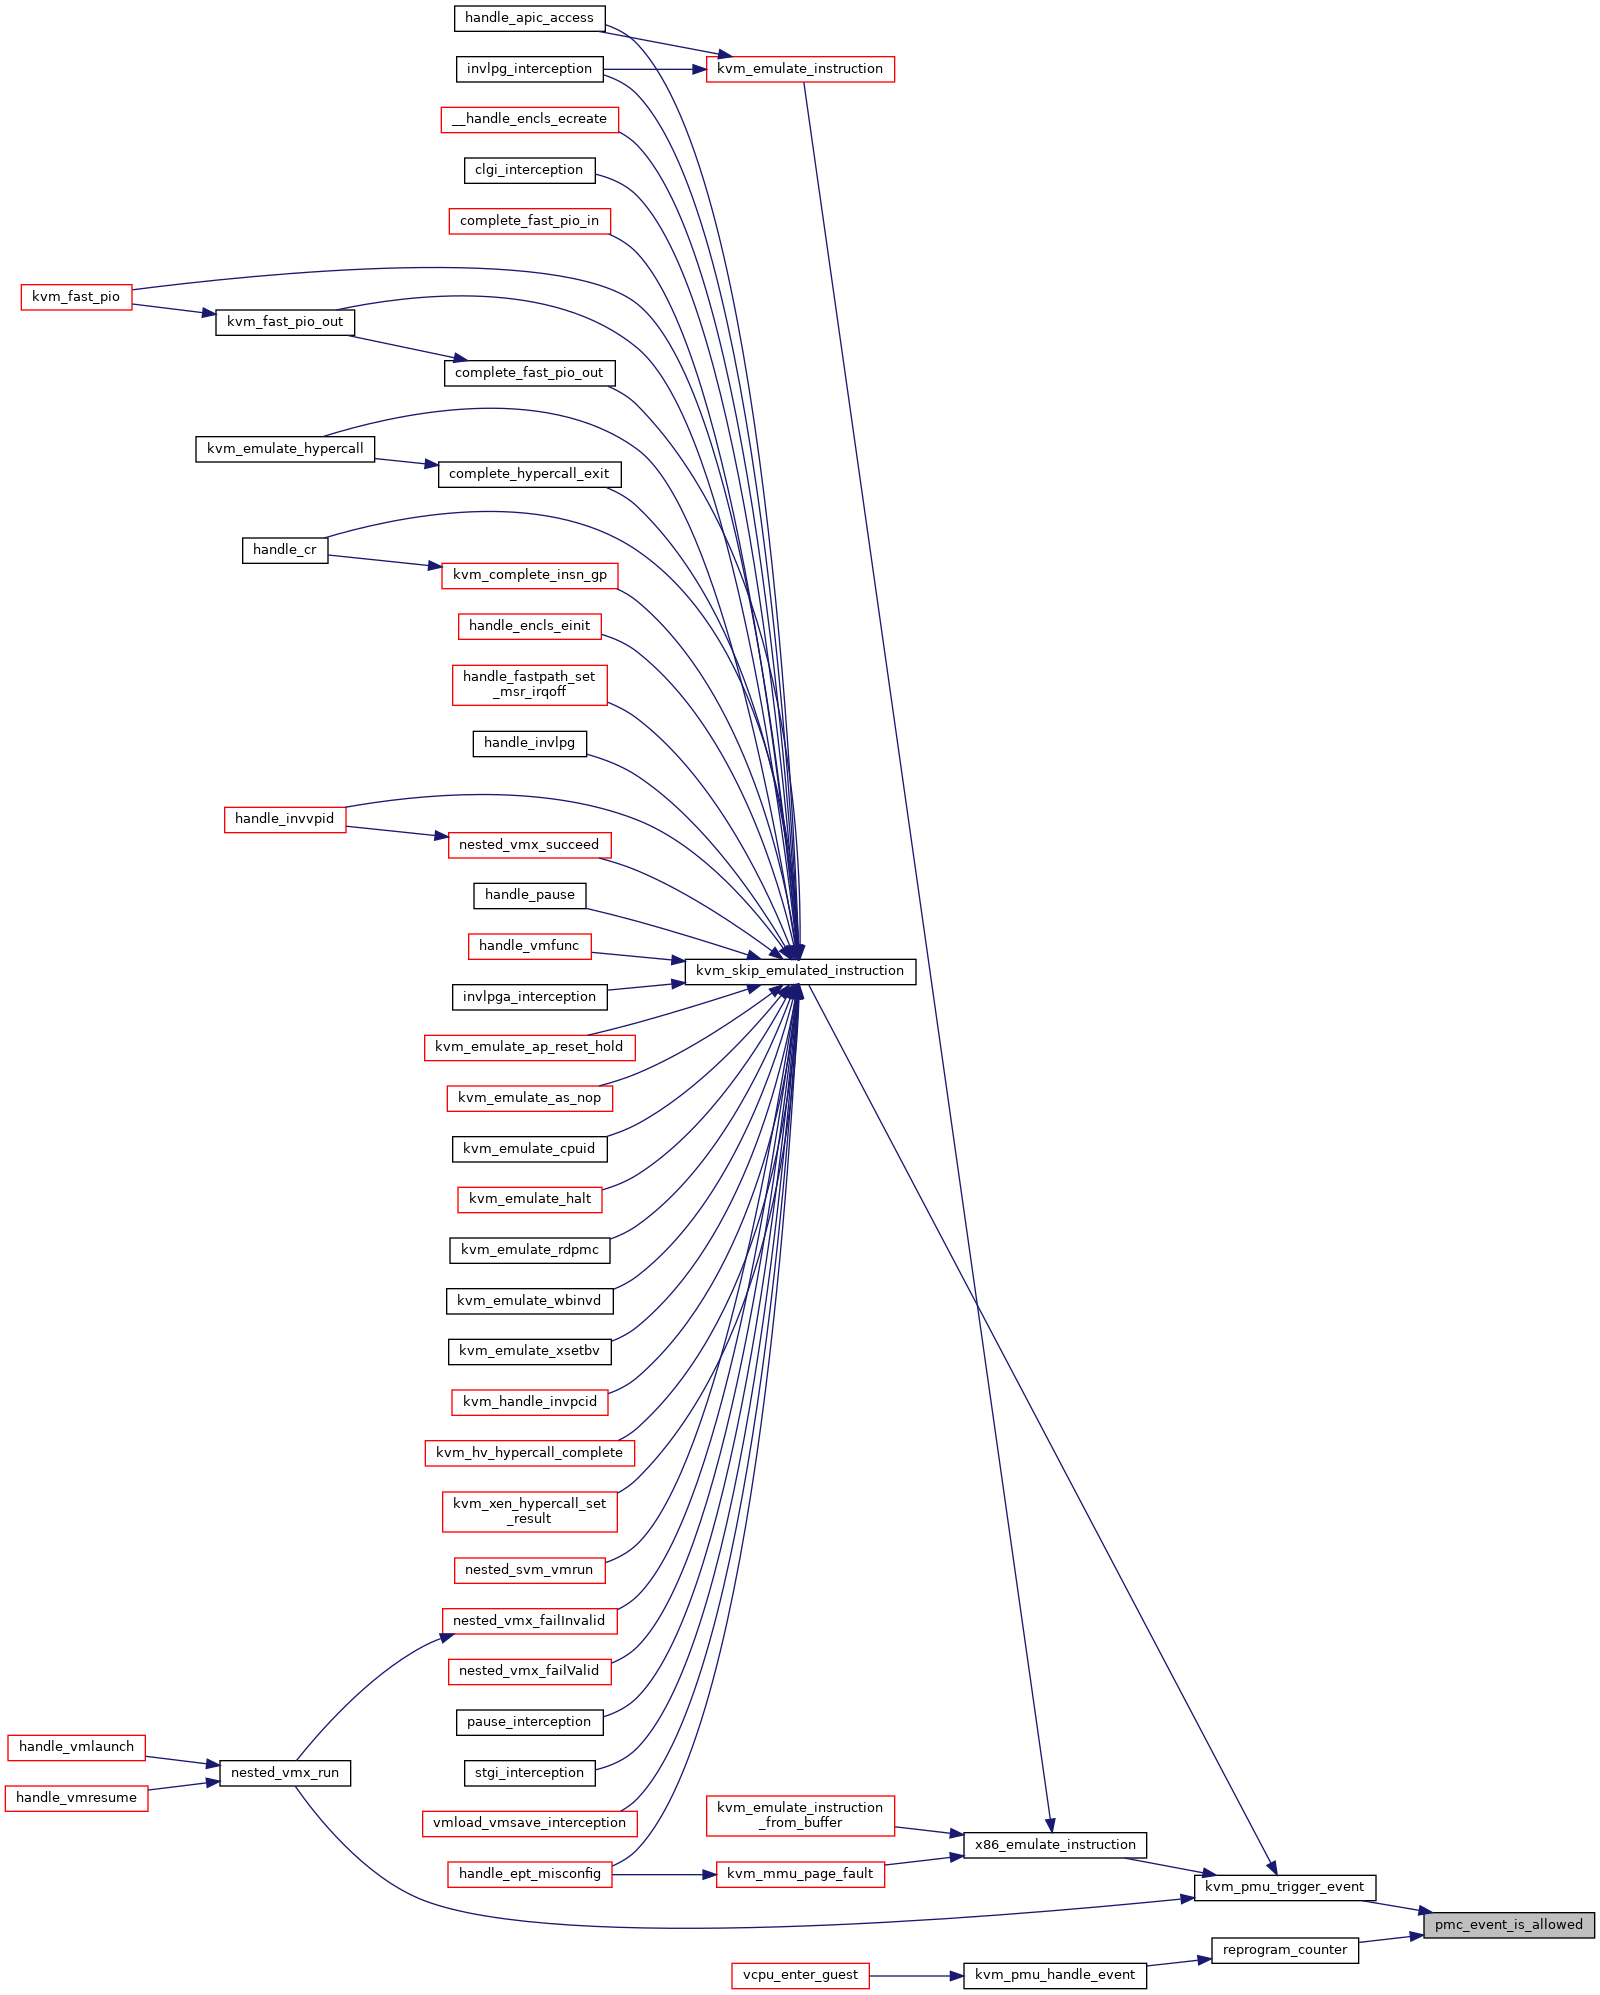 handle_apic_access
invlpg_interception
kvm_emulate_instruction
__handle_encls_ecreate
clgi_interception
complete_fast_pio_in
kvm_fast_pio
kvm_fast_pio_out
complete_fast_pio_out
kvm_emulate_hypercall
complete_hypercall_exit
handle_cr
kvm_complete_insn_gp
handle_encls_einit
handle_fastpath_set
_msr_irqoff
handle_invlpg
handle_invvpid
nested_vmx_succeed
handle_pause
handle_vmfunc
kvm_skip_emulated_instruction
invlpga_interception
kvm_emulate_ap_reset_hold
kvm_emulate_as_nop
kvm_emulate_cpuid
kvm_emulate_halt
kvm_emulate_rdpmc
kvm_emulate_wbinvd
kvm_emulate_xsetbv
kvm_handle_invpcid
kvm_hv_hypercall_complete
kvm_xen_hypercall_set
_result
nested_svm_vmrun
nested_vmx_failInvalid
nested_vmx_failValid
pause_interception
handle_vmlaunch
nested_vmx_run
stgi_interception
handle_vmresume
kvm_emulate_instruction
_from_buffer
vmload_vmsave_interception
x86_emulate_instruction
handle_ept_misconfig
kvm_mmu_page_fault
kvm_pmu_trigger_event
pmc_event_is_allowed
reprogram_counter
vcpu_enter_guest
kvm_pmu_handle_event